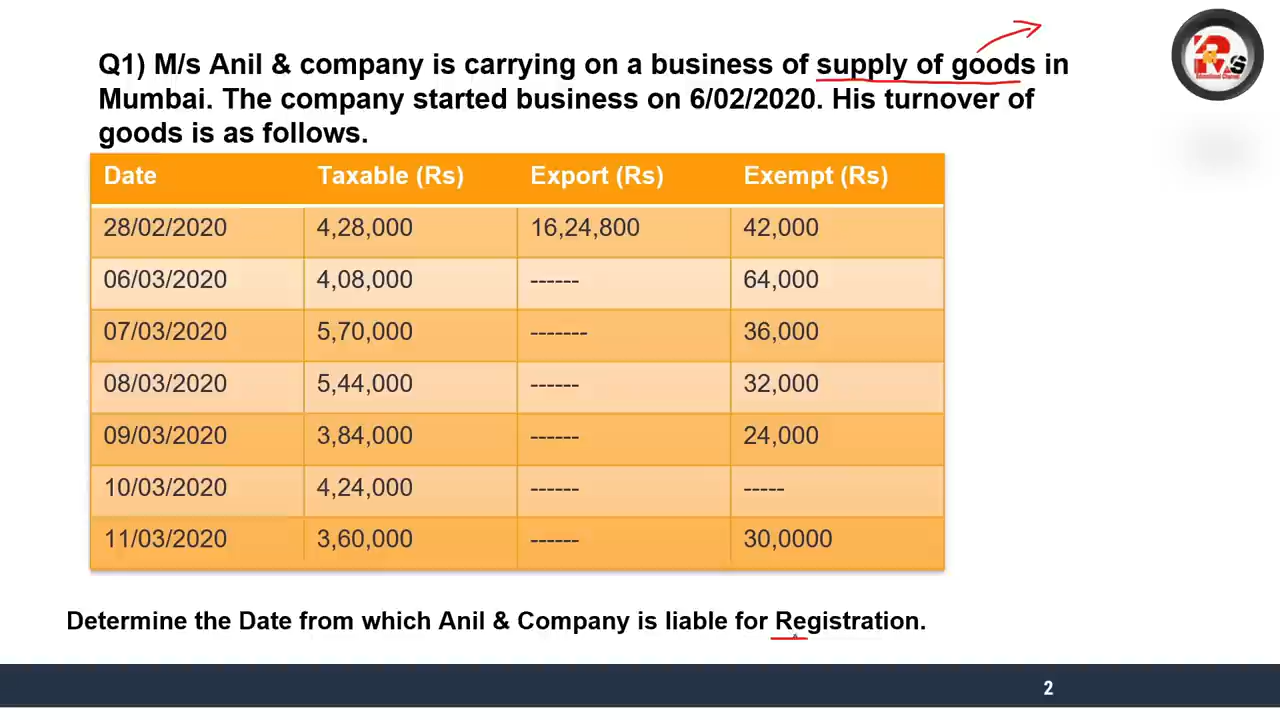 Q1) M/s Anil & company is carrying on a business of supply of goods in
Mumbai. The company started business on 6/02/2020. His turnover of
goods is as follows.
Date Taxable (Rs) Export (Rs) Exempt (Rs)
28/02/2020 4,28,000 16,24,800 42,000
06/03/2020 4,08,000 ------ 64,000
07/03/2020 5,70,000 ------- 36,000
08/03/2020 5,44,000 ------ 32,000
09/03/2020 3,84,000 ------ 24,000
10/03/2020 4,24,000 ------ -----
11/03/2020 3,60,000 ------ 30,0000
Determine the Date from which Anil & Company is liable for Registration.
2